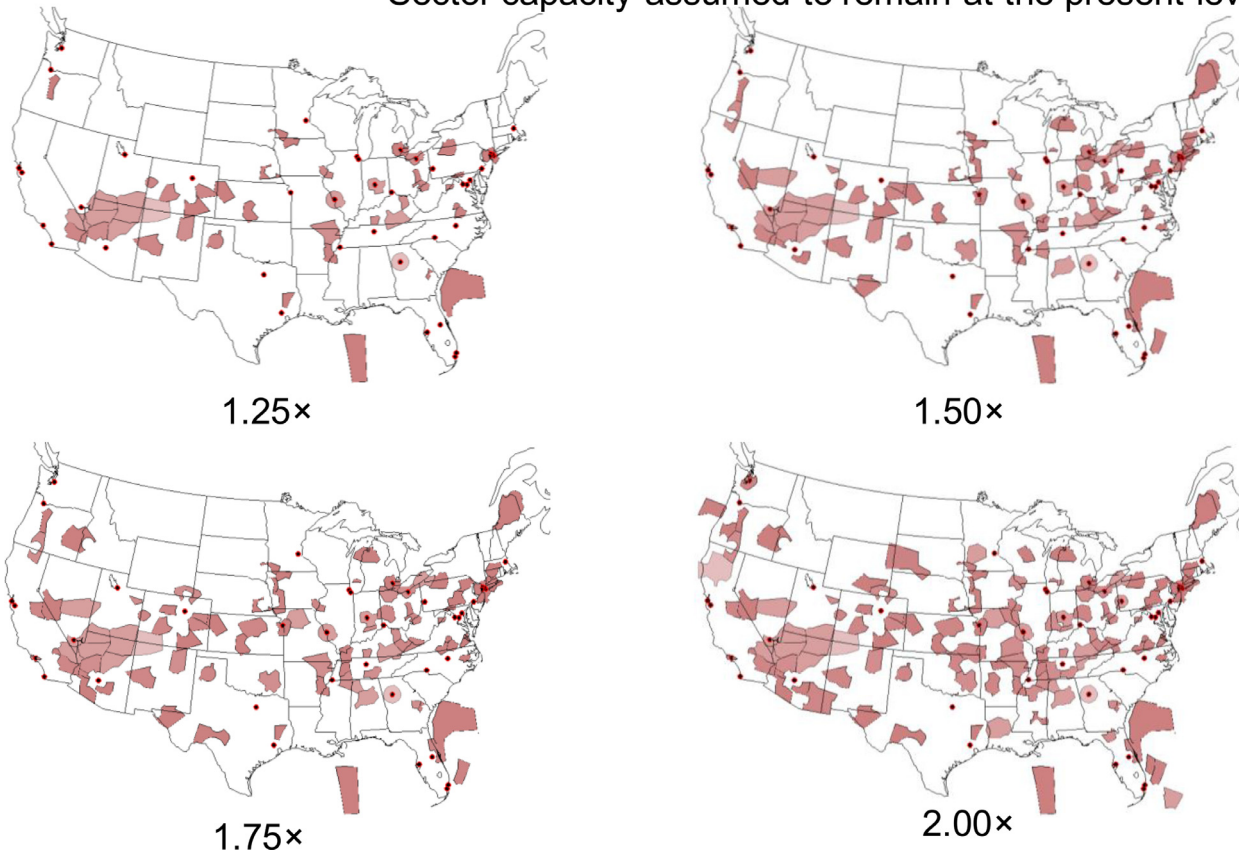 Sector capacity assumed to remain at the present
1.25×
1.50×
1.75×
2.00×